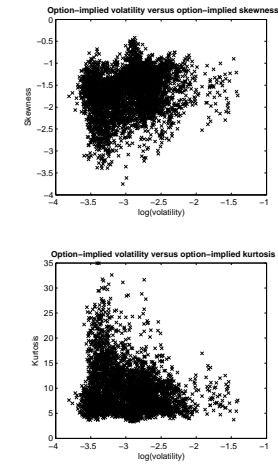 Option−implied volatility versus option−implied skewness
0
−0.5
−1
−1.5
−2
−2.5
−3
−3.5
−4
Skewness
−4 −3.5 −3 −2.5 −2 −1.5 −1
log(volatility)
Option−implied volatility versus option−implied kurtosis
35
30
25
20
15
10
5
0
Kurtosis
−4 −3.5 −3 −2.5 −2 −1.5 −1
log(volatility)